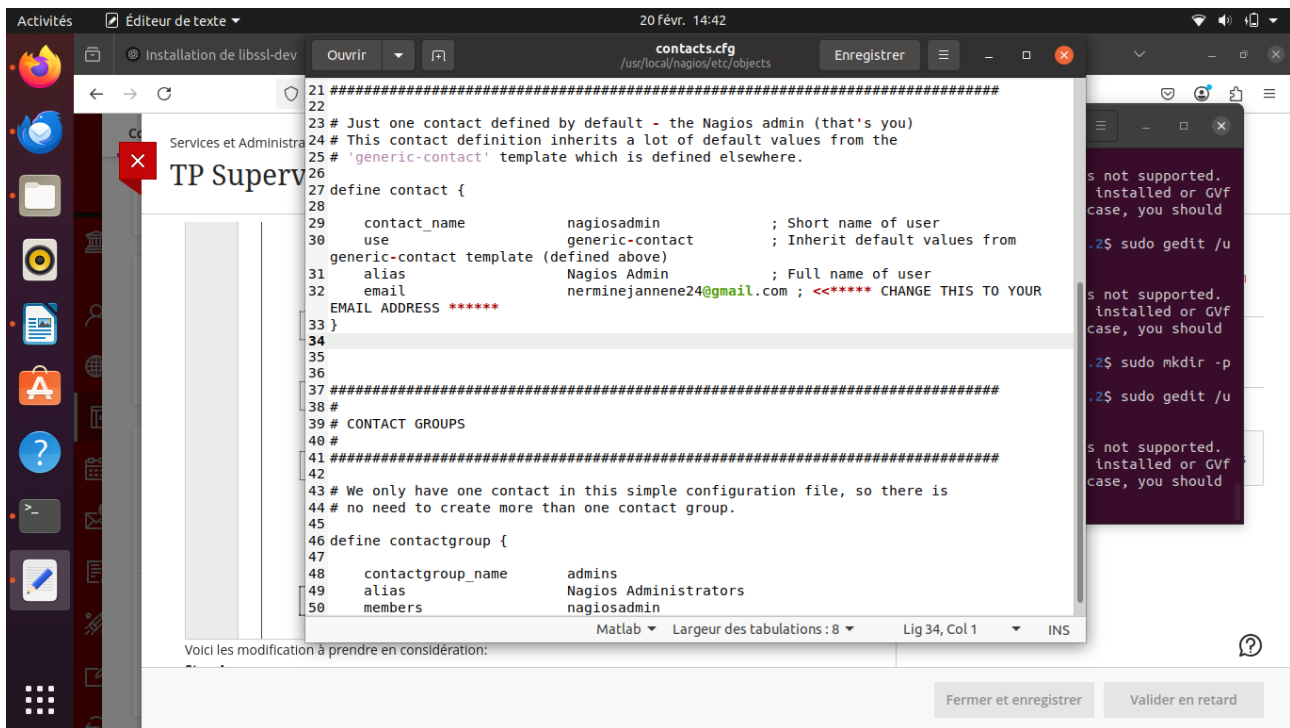 Activités
Éditeur de texte
20 févr. 14:42
Installation de libssl-dev
Ouvrir
contacts.cfg
/usr/local/nagios/etc/objects
Enregistrer
Services et Administra
TP Superv
21 ###############################################################################
22
23 # Just one contact defined by default - the Nagios admin (that's you)
24 # This contact definition inherits a lot of default values from the
25 # 'generic-contact' template which is defined elsewhere.
26
27 define contact {
28
29 contact_name nagiosadmin ; Short name of user
30 use generic-contact ; Inherit default values from
generic-contact template (defined above)
31 alias Nagios Admin ; Full name of user
32 email nerminejannene24@gmail.com ; <<***** CHANGE THIS TO YOUR
EMAIL ADDRESS ******
33 }
34
35
36
37 ###############################################################################
38 #
39 # CONTACT GROUPS
40 #
41 ###############################################################################
42
43 # We only have one contact in this simple configuration file, so there is
44 # no need to create more than one contact group.
45
46 define contactgroup {
47
48 contactgroup_name admins
49 alias Nagios Administrators
50 members nagiosadmin
Matlab Largeur des tabulations : 8 Lig 34, Col 1 INS
s not supported.
installed or GVf
case, you should
.2$ sudo gedit /u
s not supported.
installed or GVf
case, you should
.2$ sudo mkdir -p
.2$ sudo gedit /u
s not supported.
installed or GVf
case, you should
Voici les modification à prendre en considération:
Fermer et enregistrer
Valider en retard